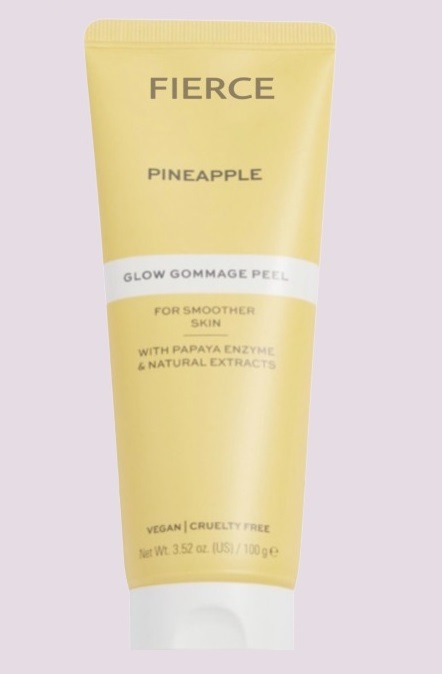 FIERCE
PINEAPPLE
GLOW GOMMAGE PEEL
FOR SMOOTHER
SKIN
WITH PAPAYA ENZYME
& NATURAL EXTRACTS
VEGAN | CRUELTY FREE
Net Wt. 3.52 oz. (US) / 100 g ℮